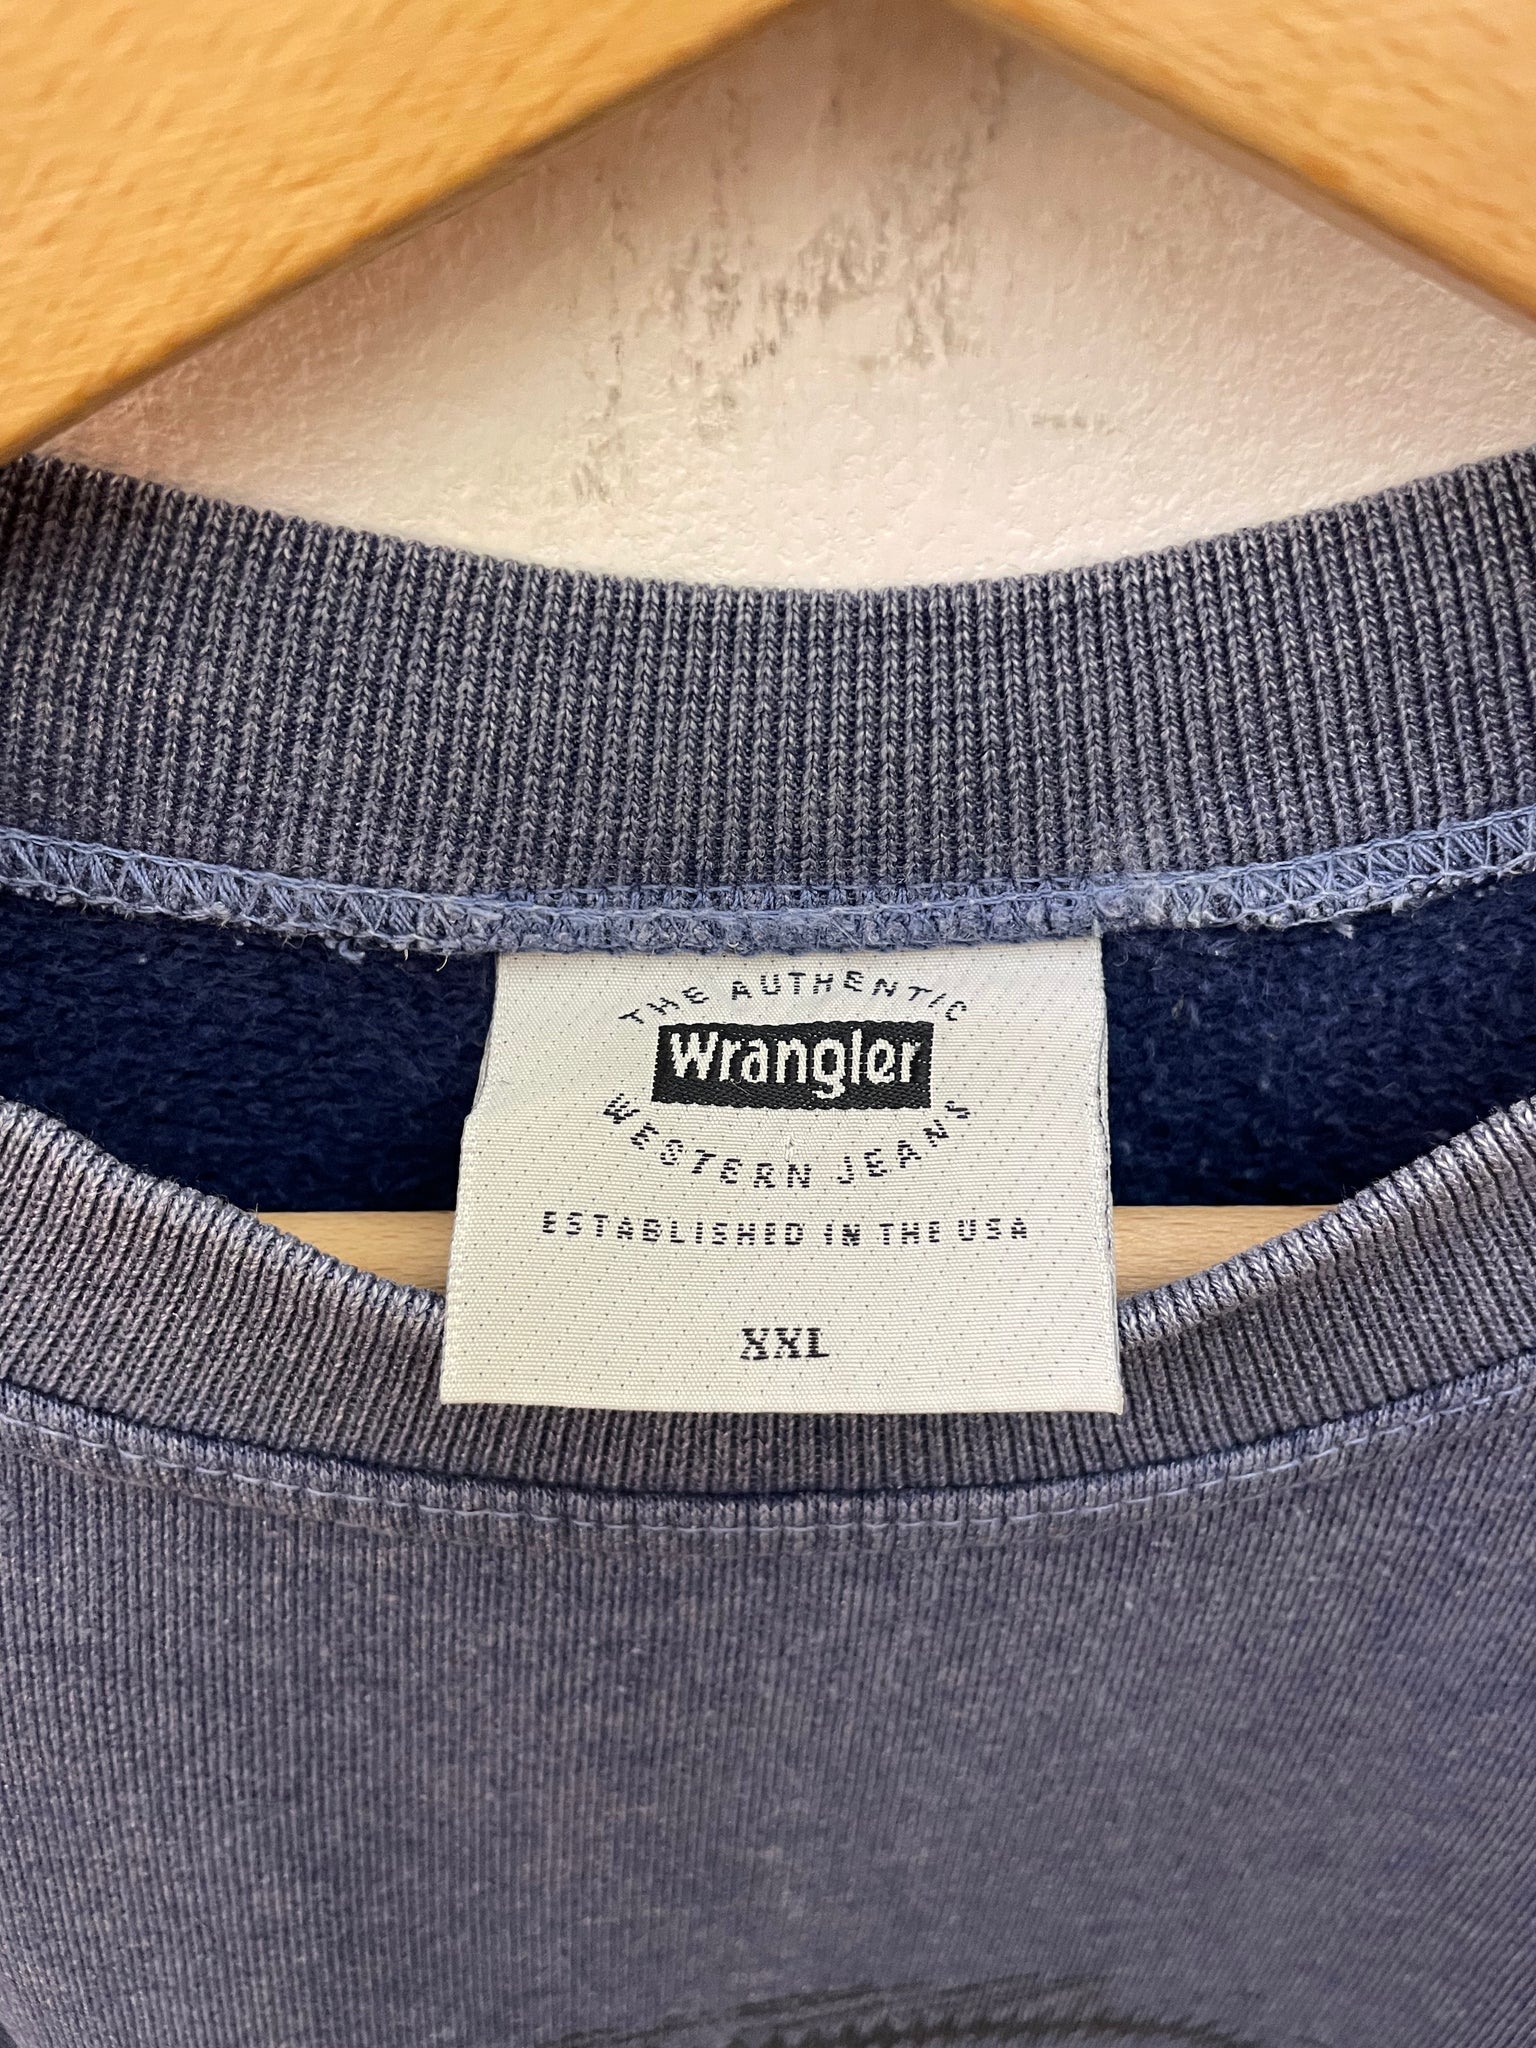 THE AUTHENTIC
Wrangler
WESTERN JEANS
ESTABLISHED IN THE USA
XXL